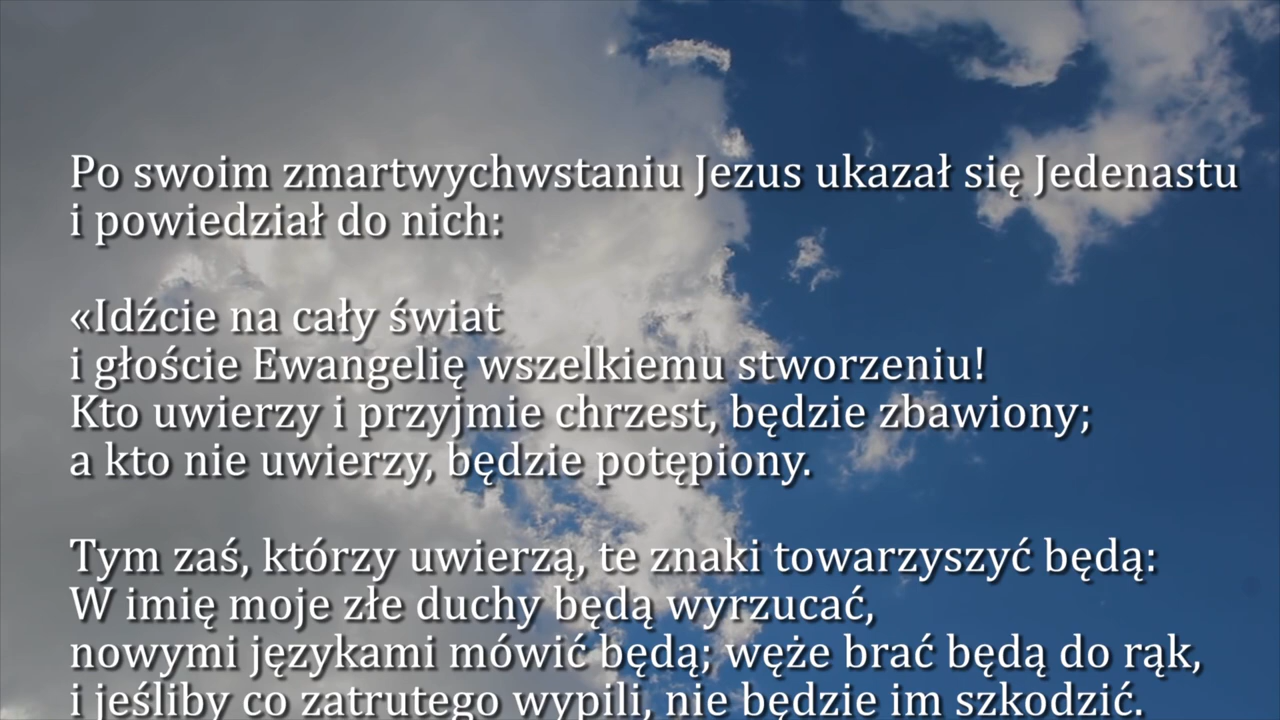 Po swoim zmartwychwstaniu Jezus ukazał się Jedenastu
i powiedział do nich:
«Idźcie na cały świat
i głoście Ewangelię wszelkiemu stworzeniu!
Kto uwierzy i przyjmie chrzest, będzie zbawiony;
a kto nie uwierzy, będzie potępiony.
Tym zaś, którzy uwierzą, te znaki towarzyszyć będą:
W imię moje złe duchy będą wyrzucać,
nowymi językami mówić będą; węże brać będą do rąk,
i jeśliby co zatrutego wypili, nie będzie im szkodzić.